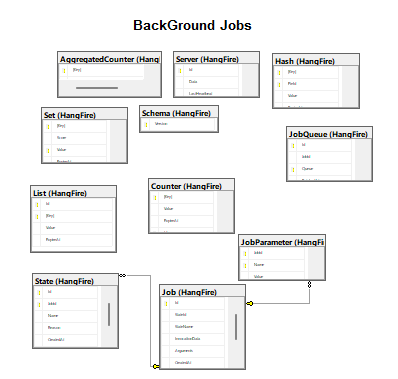 BackGround Jobs
AggregatedCounter (Hang
[Key]
Server (HangFire)
Id
Data
LastHeartbeat
Hash (HangFire)
[Key]
Field
Value
Set (HangFire)
[Key]
Score
Value
ExpireAt
Schema (HangFire)
Version
JobQueue (HangFire)
Id
JobId
Queue
List (HangFire)
Id
[Key]
Value
ExpireAt
Counter (HangFire)
[Key]
Value
ExpireAt
JobParameter (HangFi
JobId
Name
Value
State (HangFire)
Id
JobId
Name
Reason
CreatedAt
Job (HangFire)
Id
StateId
StateName
InvocationData
Arguments
CreatedAt